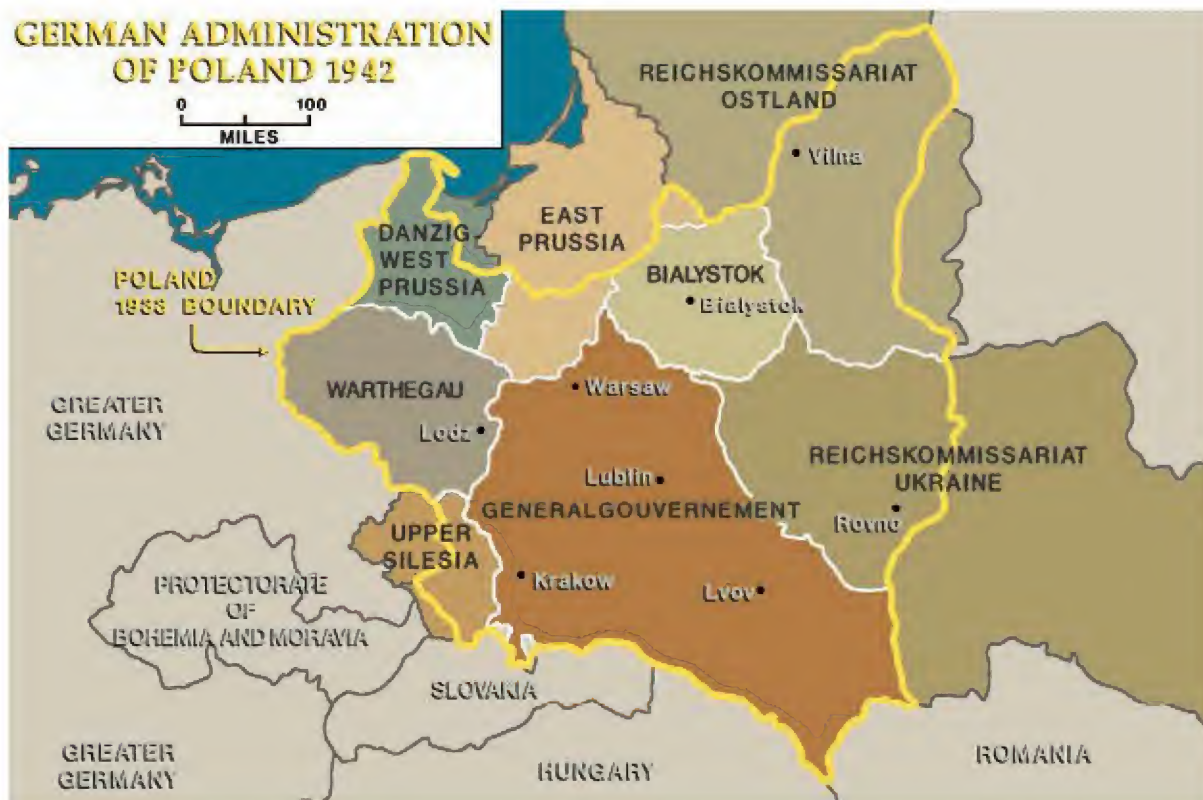 GERMAN ADMINISTRATION
OF POLAND 1942
0 100
MILES
REICHSKOMMISSARIAT
OSTLAND
Vilna
EAST
PRUSSIA
DANZIG-
WEST
PRUSSIA
BIALYSTOK
Bialystok
POLAND
1933 BOUNDARY
WARTHEGAU
Warsaw
GREATER
GERMANY
Lodz
REICHSKOMMISSARIAT
UKRAINE
Lublin
GENERALGOUVERNEMENT
Rovno
UPPER
SILESIA
Krakow
Lvov
PROTECTORATE
OF
BOHEMIA AND MORAVIA
SLOVAKIA
GREATER
GERMANY
HUNGARY
ROMANIA